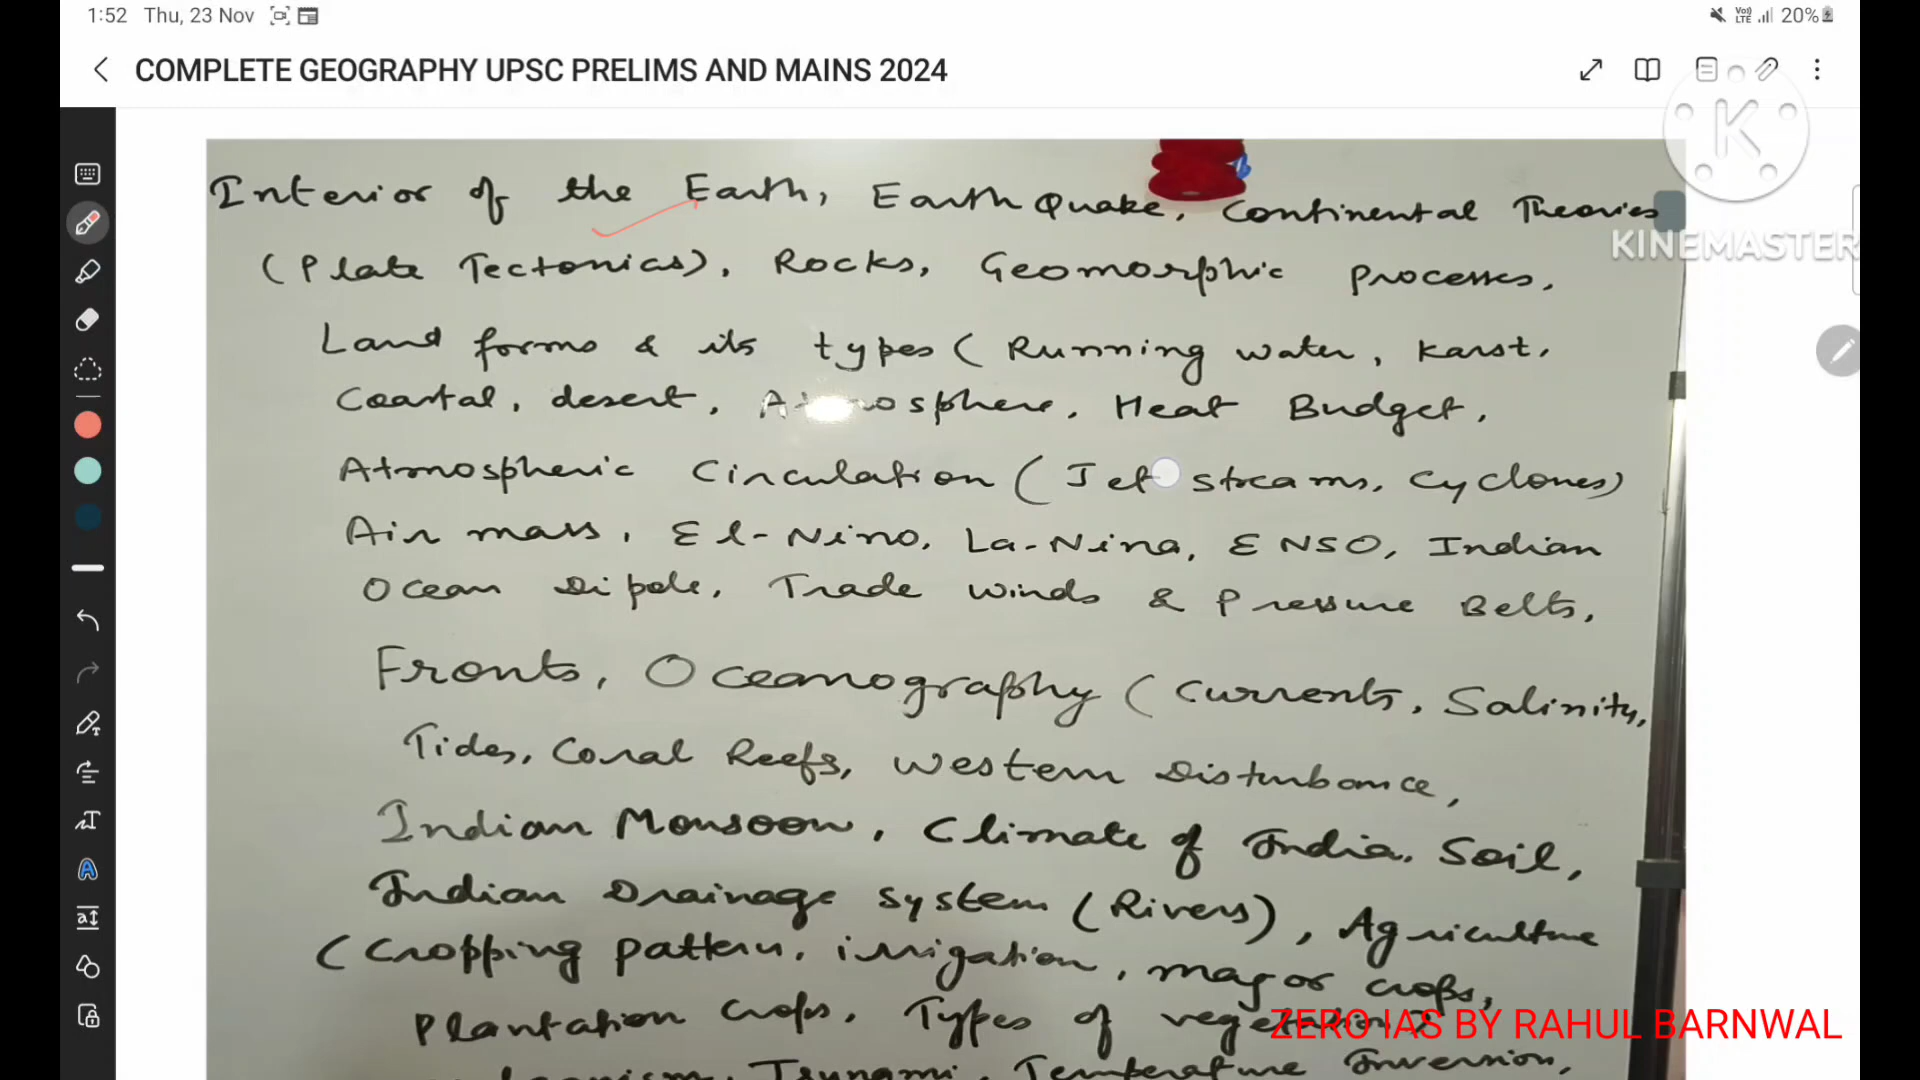 1:52 Thu, 23 Nov
20%
COMPLETE GEOGRAPHY UPSC PRELIMS AND MAINS 2024
K
KINEMASTER
Interior of the Earth, EarthQuake, Continental Theories
(Plate Tectonics), Rocks, Geomorphic Processes,
Land forms & its types (Running water, Karst,
Coastal, desert, Atmosphere, Heat Budget,
Atmospheric Circulation (Jet streams, Cyclones)
Air mass, El-Nino, La-Nina, ENSO, Indian
Ocean Dipole, Trade winds & Pressure Belts,
Fronts, Oceanography (Currents, Salinity,
Tides, Coral Reefs, Western Disturbance,
Indian Monsoon, Climate of India, Soil,
Indian Drainage system (Rivers), Agriculture
(Cropping pattern, irrigation, major crops,
Plantation crops, Types of vegetation
Tsunami, Temperature Inversion,
ZERO IAS BY RAHUL BARNWAL